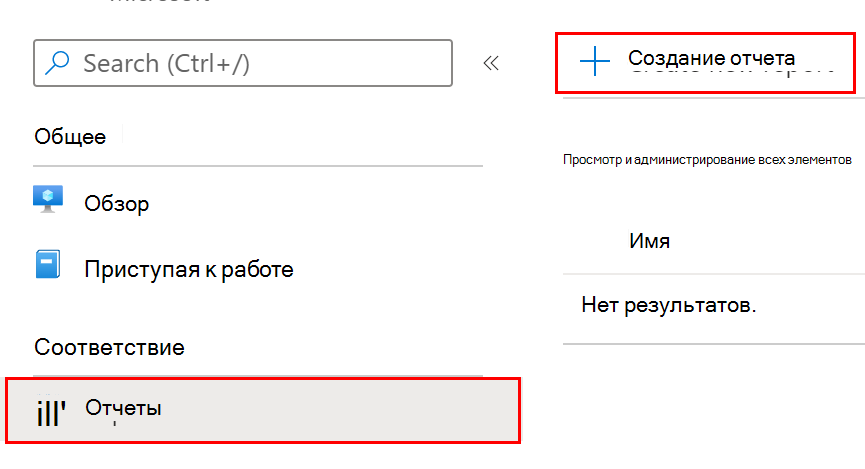 Search (Ctrl+/)
«
Общее
Обзор
Приступая к работе
Соответствие
Отчеты
Создание отчета
Просмотр и администрирование всех элементов
Имя
Нет результатов.